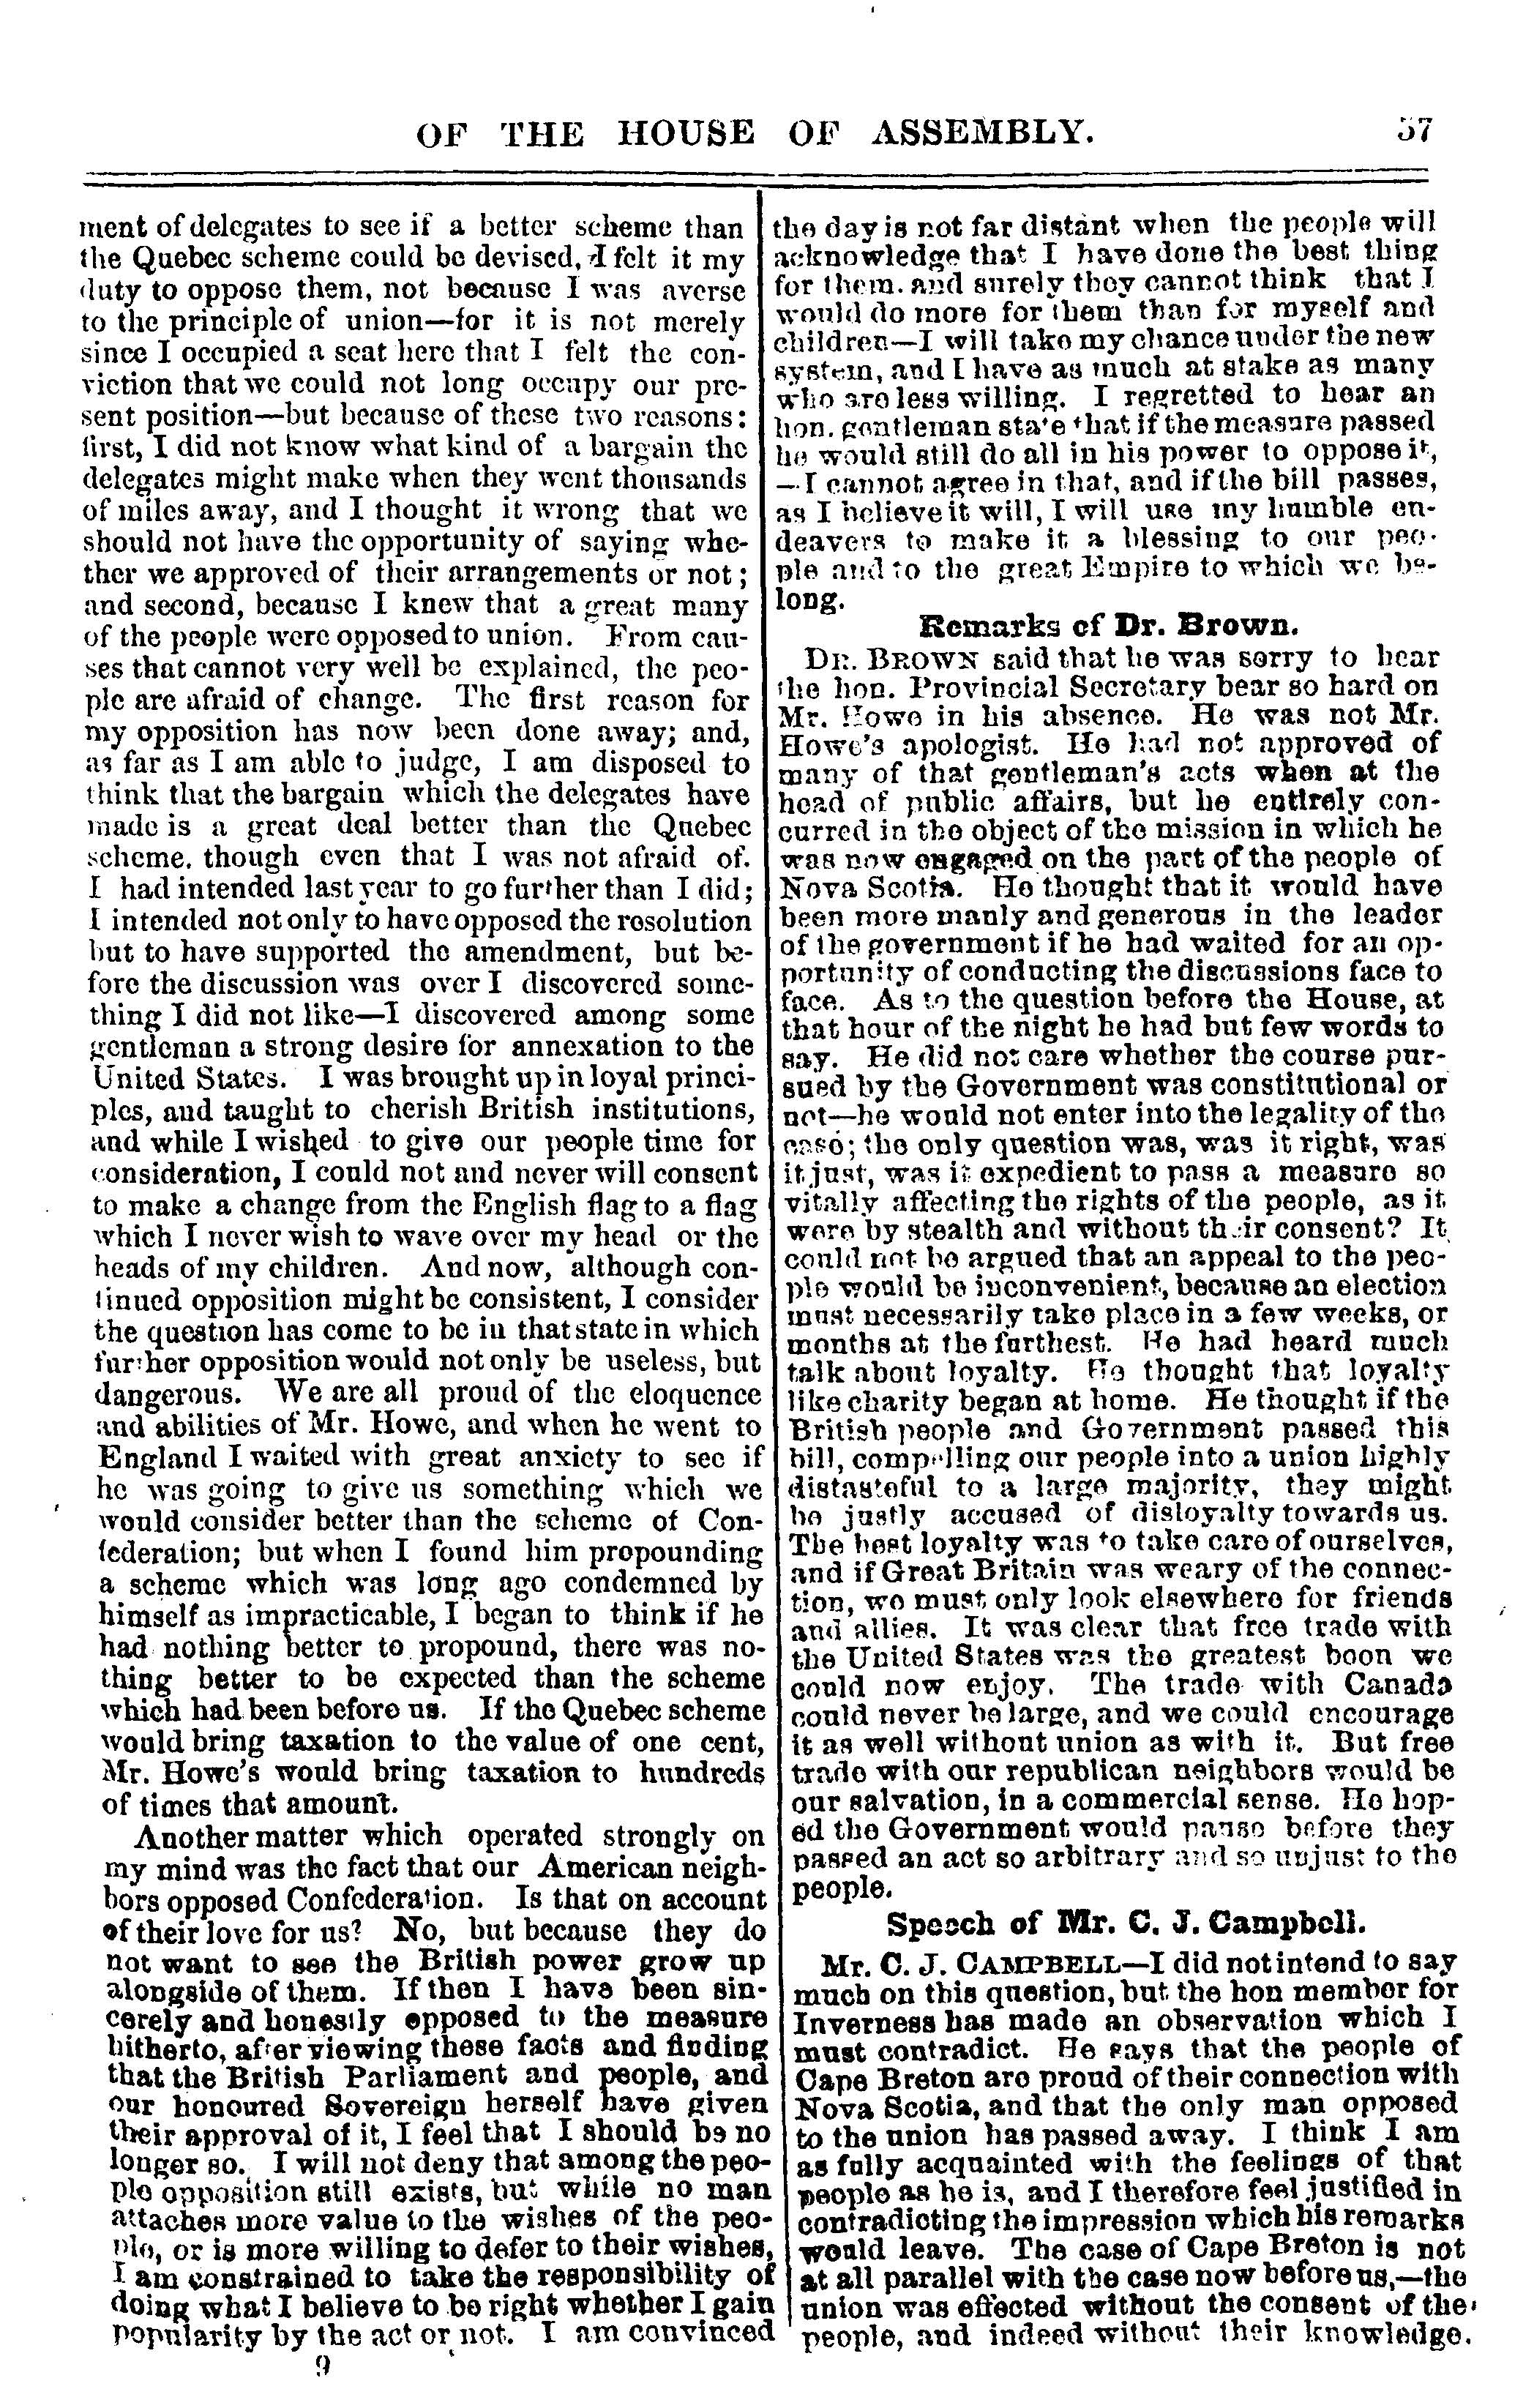 OF THE HOUSE OF ASSEMBLY. 57
ment of delegates to see if a better scheme than
the Quebec scheme could be devised, I felt it my
duty to oppose them, not because I was averse
to the principle of union—for it is not merely
since I occupied a seat here that I felt the con-
viction that we could not long occupy our pre-
sent position—but because of these two reasons:
first, I did not know what kind of a bargain the
delegates might make when they went thousands
of miles away, and I thought it wrong that we
should not have the opportunity of saying whe-
ther we approved of their arrangements or not;
and second, because I knew that a great many
of the people were opposed to union. From cau-
ses that cannot very well be explained, the peo-
ple are afraid of change. The first reason for
my opposition has now been done away; and,
as far as I am able to judge, I am disposed to
think that the bargain which the delegates have
made is a great deal better than the Quebec
scheme, though even that I was not afraid of.
I had intended last year to go further than I did;
I intended not only to have opposed the resolution
but to have supported the amendment, but be-
fore the discussion was over I discovered some-
thing I did not like—I discovered among some
gentleman a strong desire for annexation to the
United States. I was brought up in loyal princi-
ples, and taught to cherish British institutions,
and while I wished to give our people time for
consideration, I could not and never will consent
to make a change from the English flag to a flag
which I never wish to wave over my head or the
heads of my children. And now, although con-
tinued opposition might be consistent, I consider
the question has come to be in that state in which
further opposition would not only be useless, but
dangerous. We are all proud of the eloquence
and abilities of Mr. Howe, and when he went to
England I waited with great anxiety to see if
he was going to give us something which we
would consider better than the scheme of Con-
federation; but when I found him propounding
a scheme which was long ago condemned by
himself as impracticable, I began to think if he
had nothing better to propound, there was no-
thing better to be expected than the scheme
which had been before us. If the Quebec scheme
would bring taxation to the value of one cent,
Mr. Howe's would bring taxation to hundreds
of times that amount.
Another matter which operated strongly on
my mind was the fact that our American neigh-
bors opposed Confederation. Is that on account
of their love for us? No, but because they do
not want to see the British power grow up
alongside of them. If then I have been sin-
cerely and honestly opposed to the measure
hitherto, after viewing these facts and finding
that the British Parliament and people, and
our honoured Sovereign herself have given
their approval of it, I feel that I should be no
longer so. I will not deny that among the peo-
ple opposition still exists, but while no man
attaches more value to the wishes of the peo-
ple, or is more willing to defer to their wishes,
I am constrained to take the responsibility of
doing what I believe to be right whether I gain
popularity by the act or not. I am convinced
9
the day is not far distant when the people will
acknowledge that I have done the best thing
for them. and surely they cannot think that I
would do more for them than for myself and
children—I will take my chance under the new
system, and I have as much at stake as many
who are less willing. I regretted to hear an
hon. gentleman state that if the measure passed
he would still do all in his power to oppose it,
—I cannot agree in that, and if the bill passes,
as I believe it will, I will use my humble en-
deavers to make it a blessing to our peo-
ple and to the great Empire to which we be-
long.
Remarks of Dr. Brown.
DR. BROWN said that he was sorry to hear
the hon. Provincial Secretary bear so hard on
Mr. Howe in his absence. He was not Mr.
Howe's apologist. He had not approved of
many of that gentleman's acts when at the
head of public affairs, but he entirely con-
curred in the object of the mission in which he
was now engaged on the part of the people of
Nova Scotia. He thought that it would have
been more manly and generous in the leader
of the government if he had waited for an op-
portunity of conducting the discussions face to
face. As to the question before the House, at
that hour of the night he had but few words to
say. He did not care whether the course pur-
sued by the Government was constitutional or
not—he would not enter into the legality of the
case; the only question was, was it right, was
it just, was it expedient to pass a measure so
vitally affecting the rights of the people, as it
were by stealth and without their consent? It
could not be argued that an appeal to the peo-
ple would be inconvenient, because an election
must necessarily take place in a few weeks, or
months at the furthest. He had heard much
talk about loyalty. He thought that loyalty
like charity began at home. He thought if the
British people and Government passed this
bill, compelling our people into a union highly
distasteful to a large majority, they might
be justly accused of disloyalty towards us.
The best loyalty was to take care of ourselves,
and if Great Britain was weary of the connec-
tion, we must only look elsewhere for friends
and allies. It was clear that free trade with
the United States was the greatest boon we
could now enjoy. The trade with Canada
could never be large, and we could encourage
it as well without union as with it. But free
trade with our republican neighbors would be
our salvation, in a commercial sense. He hop-
ed the Government would pause before they
passed an act so arbitrary and so unjust to the
people.
Speech of Mr. C. J. Campbell.
Mr. C. J. CAMPBELL—I did not intend to say
much on this question, but the hon member for
Inverness has made an observation which I
must contradict. He says that the people of
Cape Breton are proud of their connection with
Nova Scotia, and that the only man opposed
to the union has passed away. I think I am
as fully acquainted with the feelings of that
people as he is, and I therefore feel justified in
contradicting the impression which his remarks
would leave. The case of Cape Breton is not
at all parallel with the case now before us,—the
union was effected without the consent of the
people, and indeed without their knowledge.